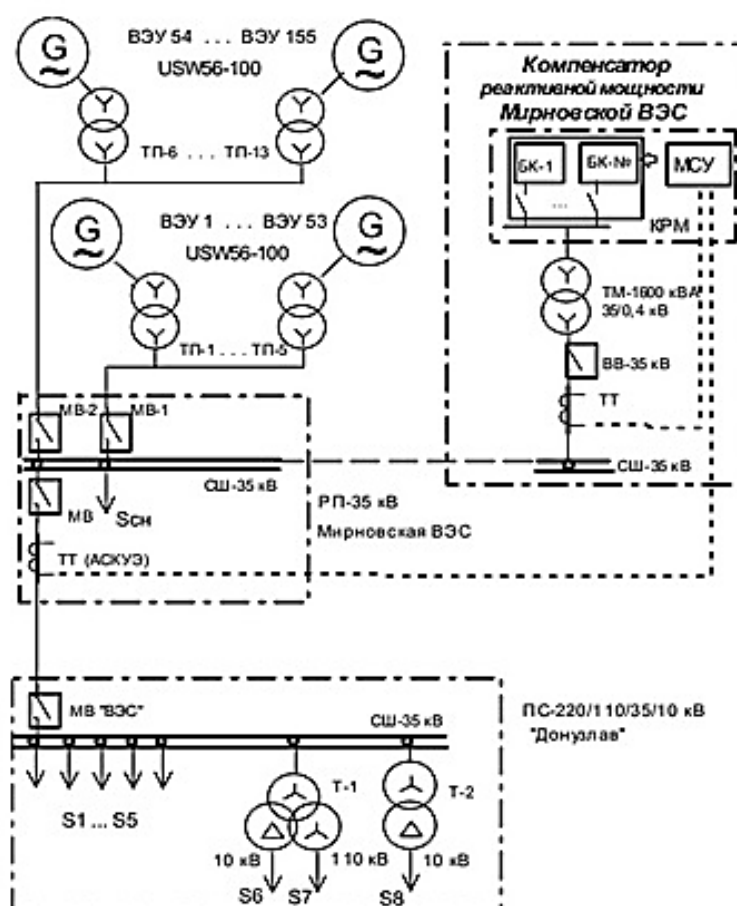 G
ВЭУ 54 ... ВЭУ 155
USW56-100
G
ТП-6 ... ТП-13
G
ВЭУ 1 ... ВЭУ 53
USW56-100
G
ТП-1 ... ТП-5
Компенсатор
реактивной мощности
Мирновской ВЭС
БК-1
БК-№
МСУ
...
КРМ
ТМ-1600 кВА
35/0,4 кВ
ВВ-35 кВ
ТТ
СШ-35 кВ
МВ-2
МВ-1
СШ-35 кВ
МВ
Sсн
РП-35 кВ
Мирновская ВЭС
ТТ (АСКУЭ)
МВ "ВЭС"
СШ-35 кВ
ПС-220/110/35/10 кВ
"Донузлав"
S1 ... S5
Т-1
Т-2
10 кВ
110 кВ
10 кВ
S6
S7
S8